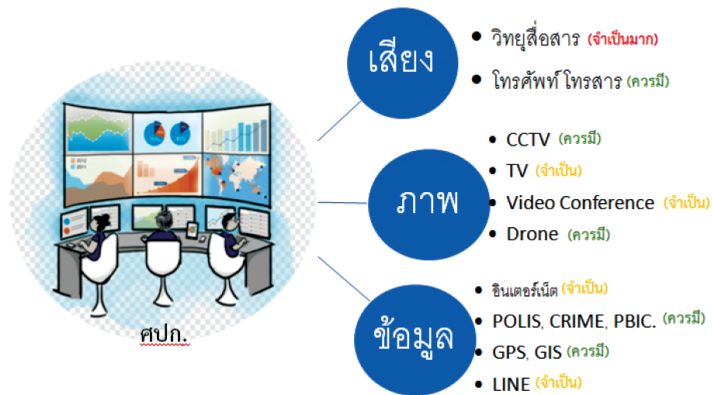 เสียง
• วิทยุสื่อสาร (จำเป็นมาก)
• โทรศัพท์ โทรสาร (ควรมี)
ภาพ
• CCTV (ควรมี)
• TV (จำเป็น)
• Video Conference (จำเป็น)
• Drone (ควรมี)
ข้อมูล
• อินเตอร์เน็ต (จำเป็น)
• POLIS, CRIME, PBIC. (ควรมี)
• GPS, GIS (ควรมี)
• LINE (จำเป็น)
ศปก.